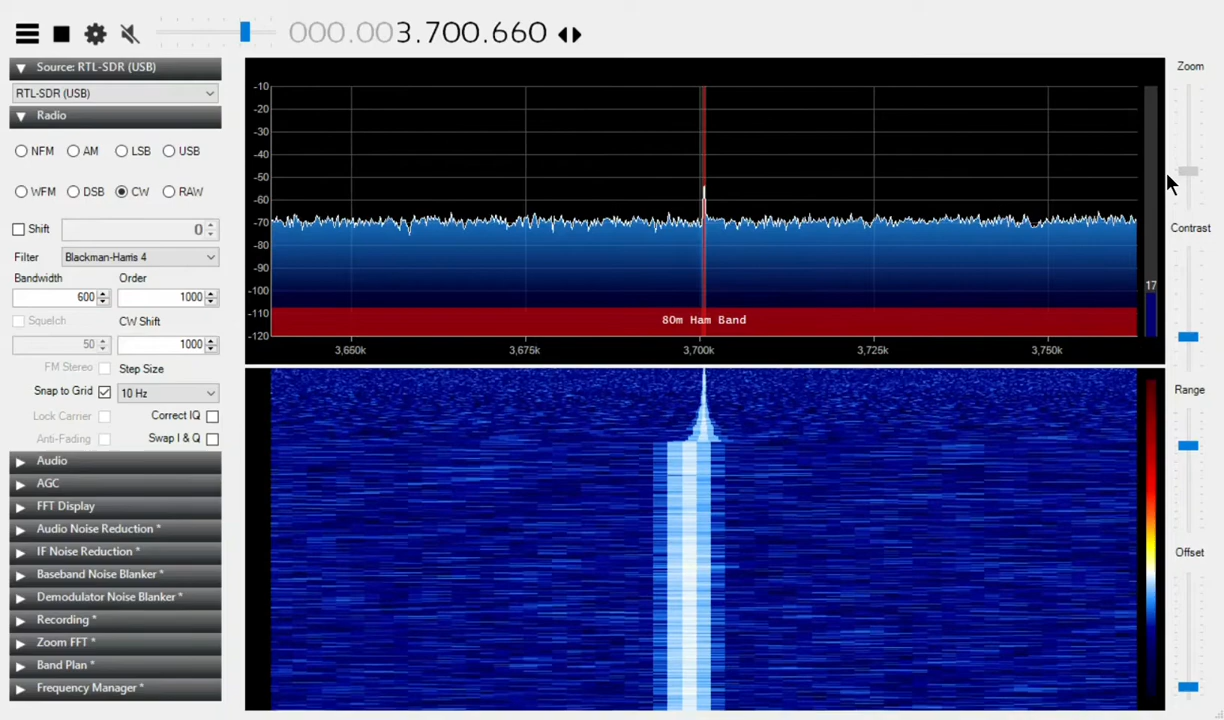 000.003.700.660
Source: RTL-SDR (USB)
RTL-SDR (USB)
Radio
NFM AM LSB USB
WFM DSB CW RAW
Shift 0
Filter Blackman-Harris 4
Bandwidth Order
600 1000
Squelch CW Shift
50 1000
FM Stereo Step Size
Snap to Grid 10 Hz
Lock Carrier Correct IQ
Anti-Fading Swap I & Q
Audio
AGC
FFT Display
Audio Noise Reduction *
IF Noise Reduction *
Baseband Noise Blanker *
Demodulator Noise Blanker *
Recording *
Zoom FFT *
Band Plan *
Frequency Manager *
-10
-20
-30
-40
-50
-60
-70
-80
-90
-100
-110
-120
80m Ham Band
3,650k 3,675k 3,700k 3,725k 3,750k
17
Zoom
Contrast
Range
Offset